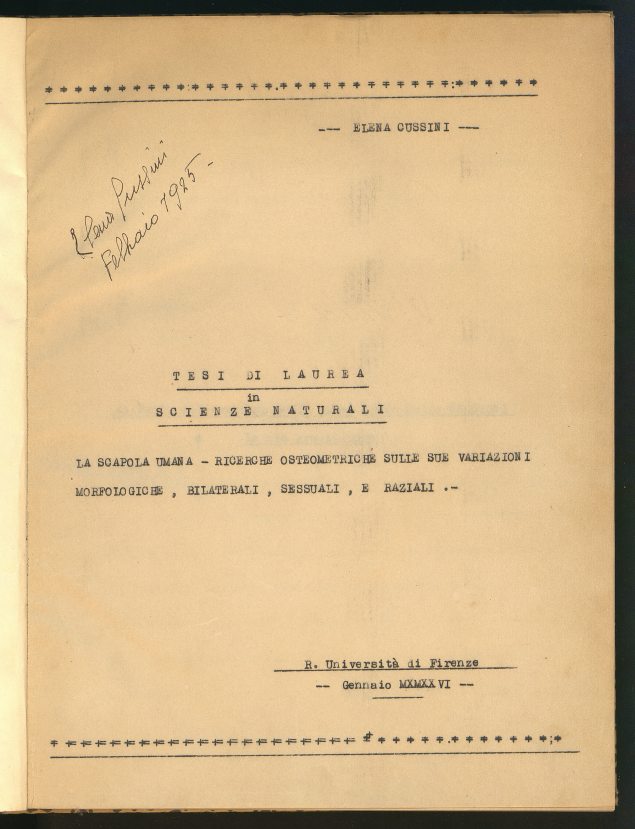 --- ELENA CUSSINI ---
Elena Cussini
Febbraio 1925 -
TESI DI LAUREA
in
SCIENZE NATURALI
LA SCAPOLA UMANA - RICERCHE OSTEOMETRICHE SULLE SUE VARIAZIONI
MORFOLOGICHE , BILATERALI , SESSUALI , E RAZIALI .-
R. Università di Firenze
-- Gennaio MXMXXVI --